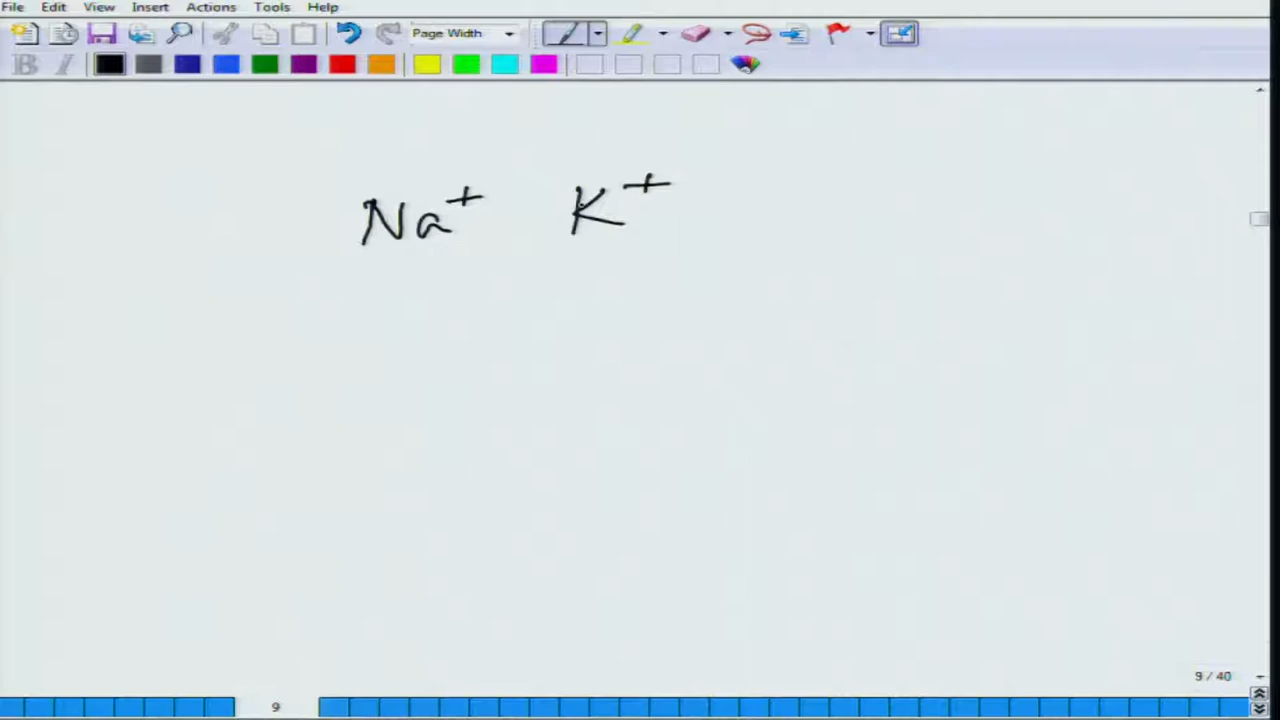 File Edit View Insert Actions Tools Help
Page Width
B I
Na⁺ K⁺
9 / 40
9